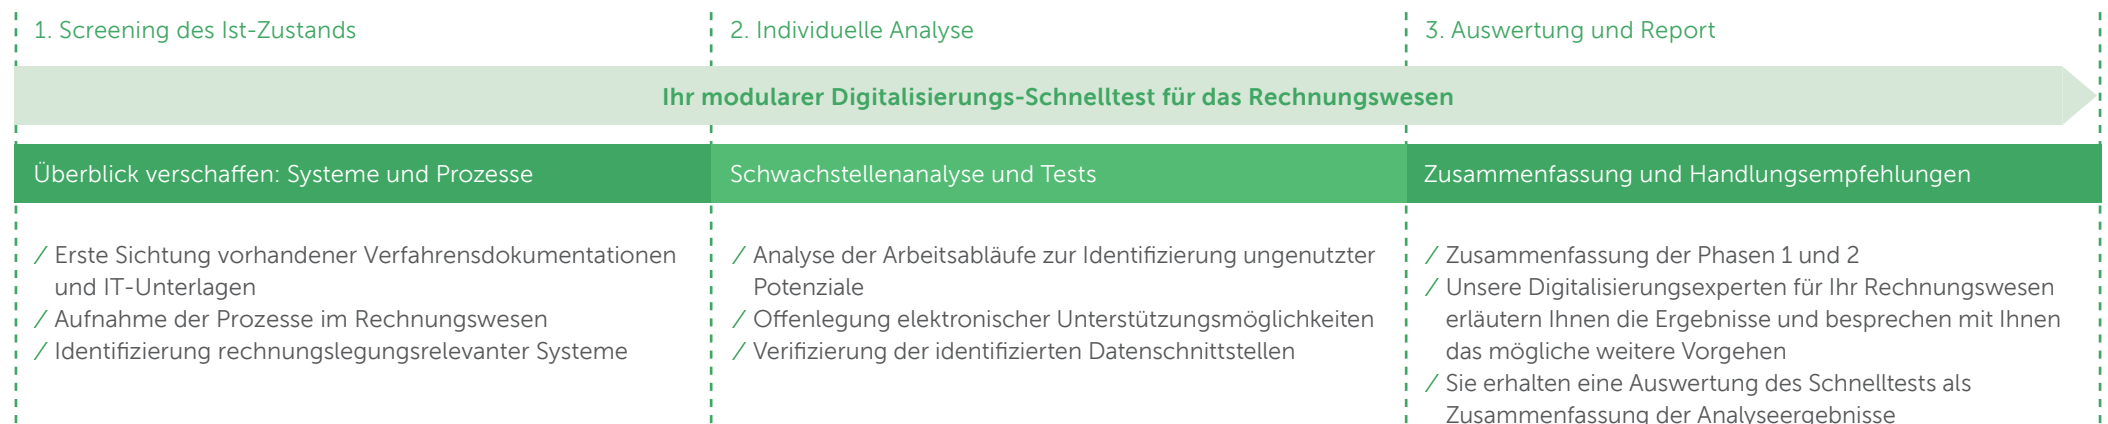 1. Screening des Ist-Zustands
2. Individuelle Analyse
3. Auswertung und Report
Ihr modularer Digitalisierungs-Schnelltest für das Rechnungswesen
Überblick verschaffen: Systeme und Prozesse
/ Erste Sichtung vorhandener Verfahrensdokumentationen
und IT-Unterlagen
/ Aufnahme der Prozesse im Rechnungswesen
/ Identifizierung rechnungslegungsrelevanter Systeme
Schwachstellenanalyse und Tests
/ Analyse der Arbeitsabläufe zur Identifizierung ungenutzter
Potenziale
/ Offenlegung elektronischer Unterstützungsmöglichkeiten
/ Verifizierung der identifizierten Datenschnittstellen
Zusammenfassung und Handlungsempfehlungen
/ Zusammenfassung der Phasen 1 und 2
/ Unsere Digitalisierungsexperten für Ihr Rechnungswesen
erläutern Ihnen die Ergebnisse und besprechen mit Ihnen
das mögliche weitere Vorgehen
/ Sie erhalten eine Auswertung des Schnelltests als
Zusammenfassung der Analyseergebnisse